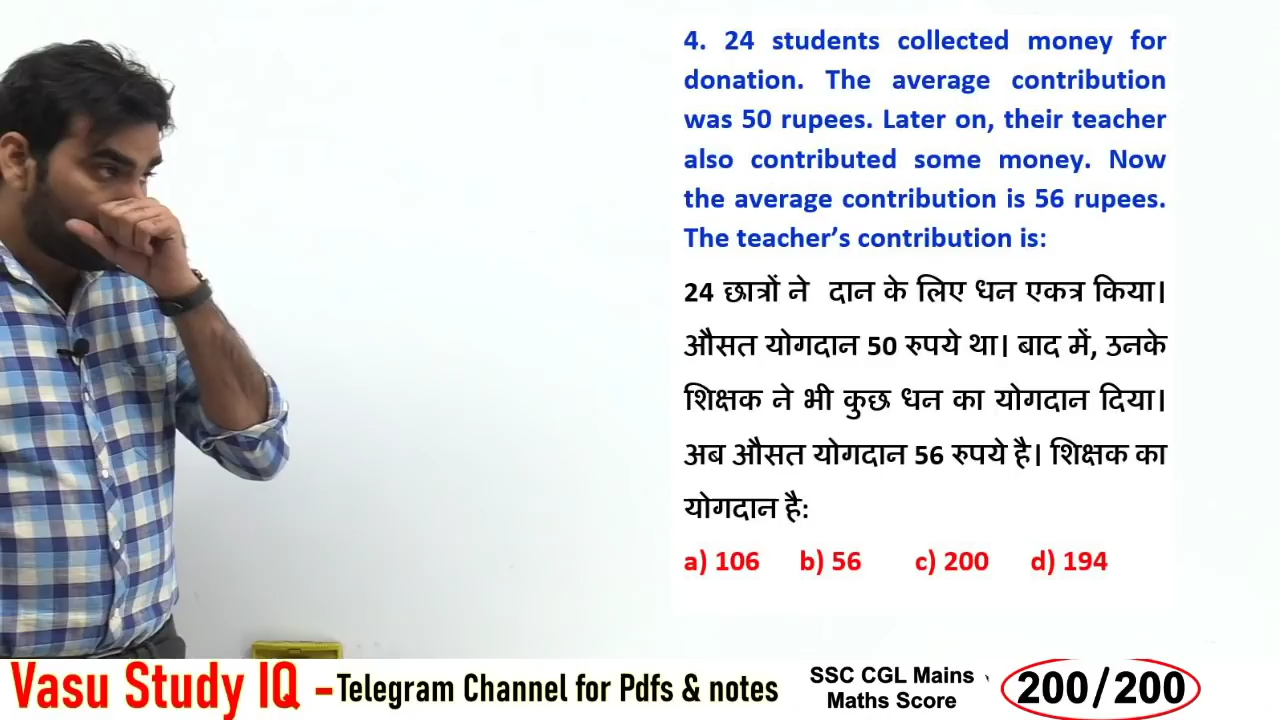 4. 24 students collected money for
donation. The average contribution
was 50 rupees. Later on, their teacher
also contributed some money. Now
the average contribution is 56 rupees.
The teacher’s contribution is:
24 छात्रों ने दान के लिए धन एकत्र किया।
औसत योगदान 50 रुपये था। बाद में, उनके
शिक्षक ने भी कुछ धन का योगदान दिया।
अब औसत योगदान 56 रुपये है। शिक्षक का
योगदान है:
a) 106 b) 56 c) 200 d) 194
Vasu Study IQ – Telegram Channel for Pdfs & notes
SSC CGL Mains
Maths Score
200/200